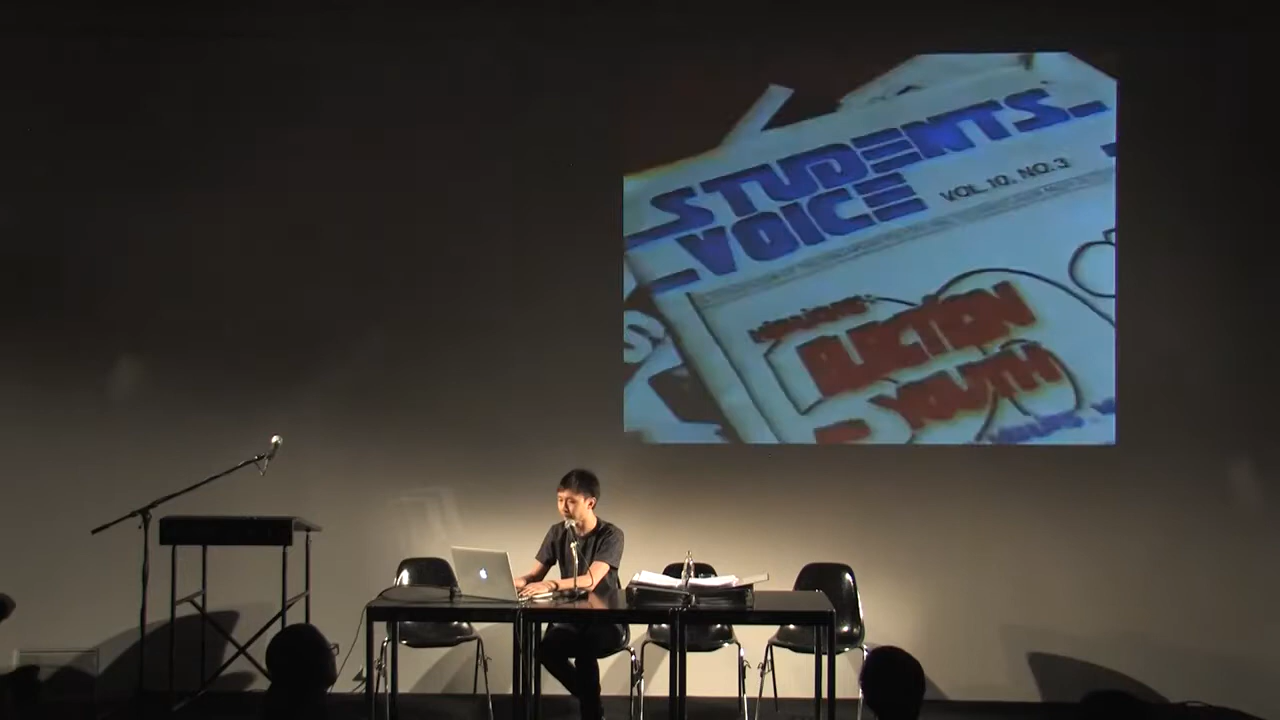 STUDENTS
VOICE
VOL. 10, NO. 3
ELECTION
YOUTH